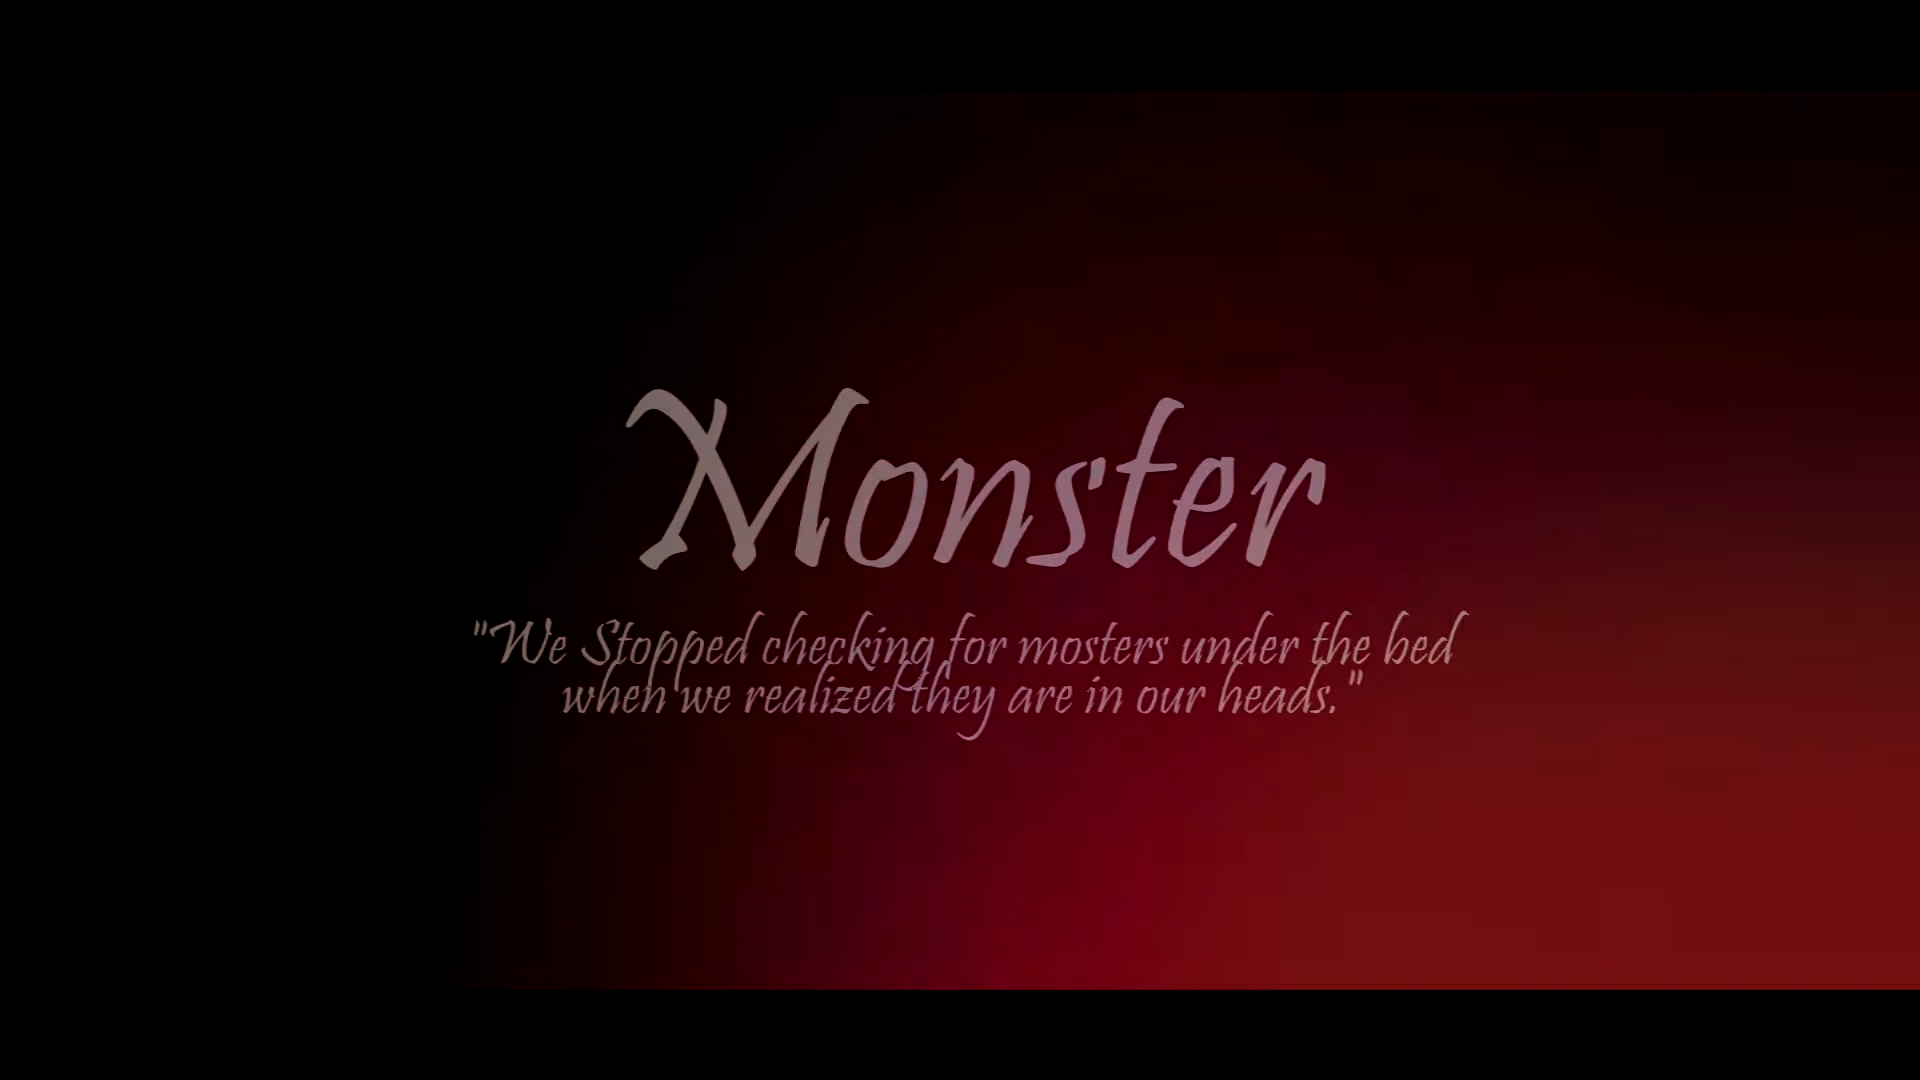 Monster
"We Stopped checking for mosters under the bed
when we realized they are in our heads."